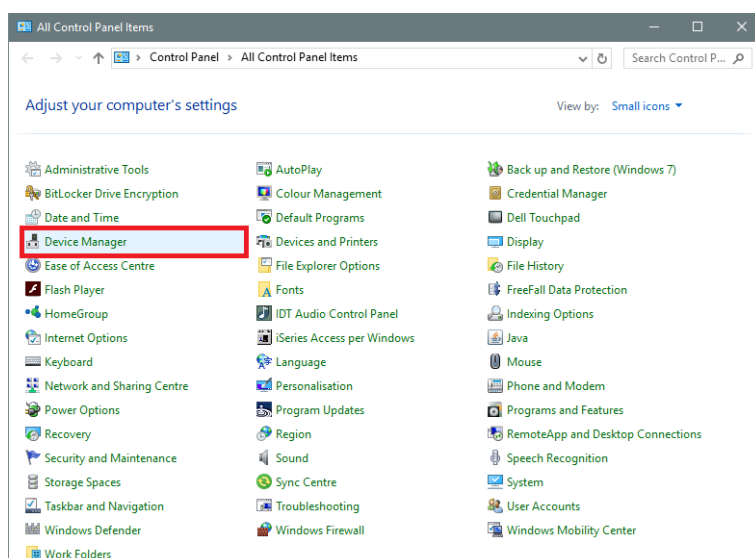 All Control Panel Items
Control Panel > All Control Panel Items
Search Control P...
Adjust your computer's settings
View by: Small icons
Administrative Tools
AutoPlay
Back up and Restore (Windows 7)
BitLocker Drive Encryption
Colour Management
Credential Manager
Date and Time
Default Programs
Dell Touchpad
Device Manager
Devices and Printers
Display
Ease of Access Centre
File Explorer Options
File History
Flash Player
Fonts
FreeFall Data Protection
HomeGroup
IDT Audio Control Panel
Indexing Options
Internet Options
iSeries Access per Windows
Java
Keyboard
Language
Mouse
Network and Sharing Centre
Personalisation
Phone and Modem
Power Options
Program Updates
Programs and Features
Recovery
Region
RemoteApp and Desktop Connections
Security and Maintenance
Sound
Speech Recognition
Storage Spaces
Sync Centre
System
Taskbar and Navigation
Troubleshooting
User Accounts
Windows Defender
Windows Firewall
Windows Mobility Center
Work Folders